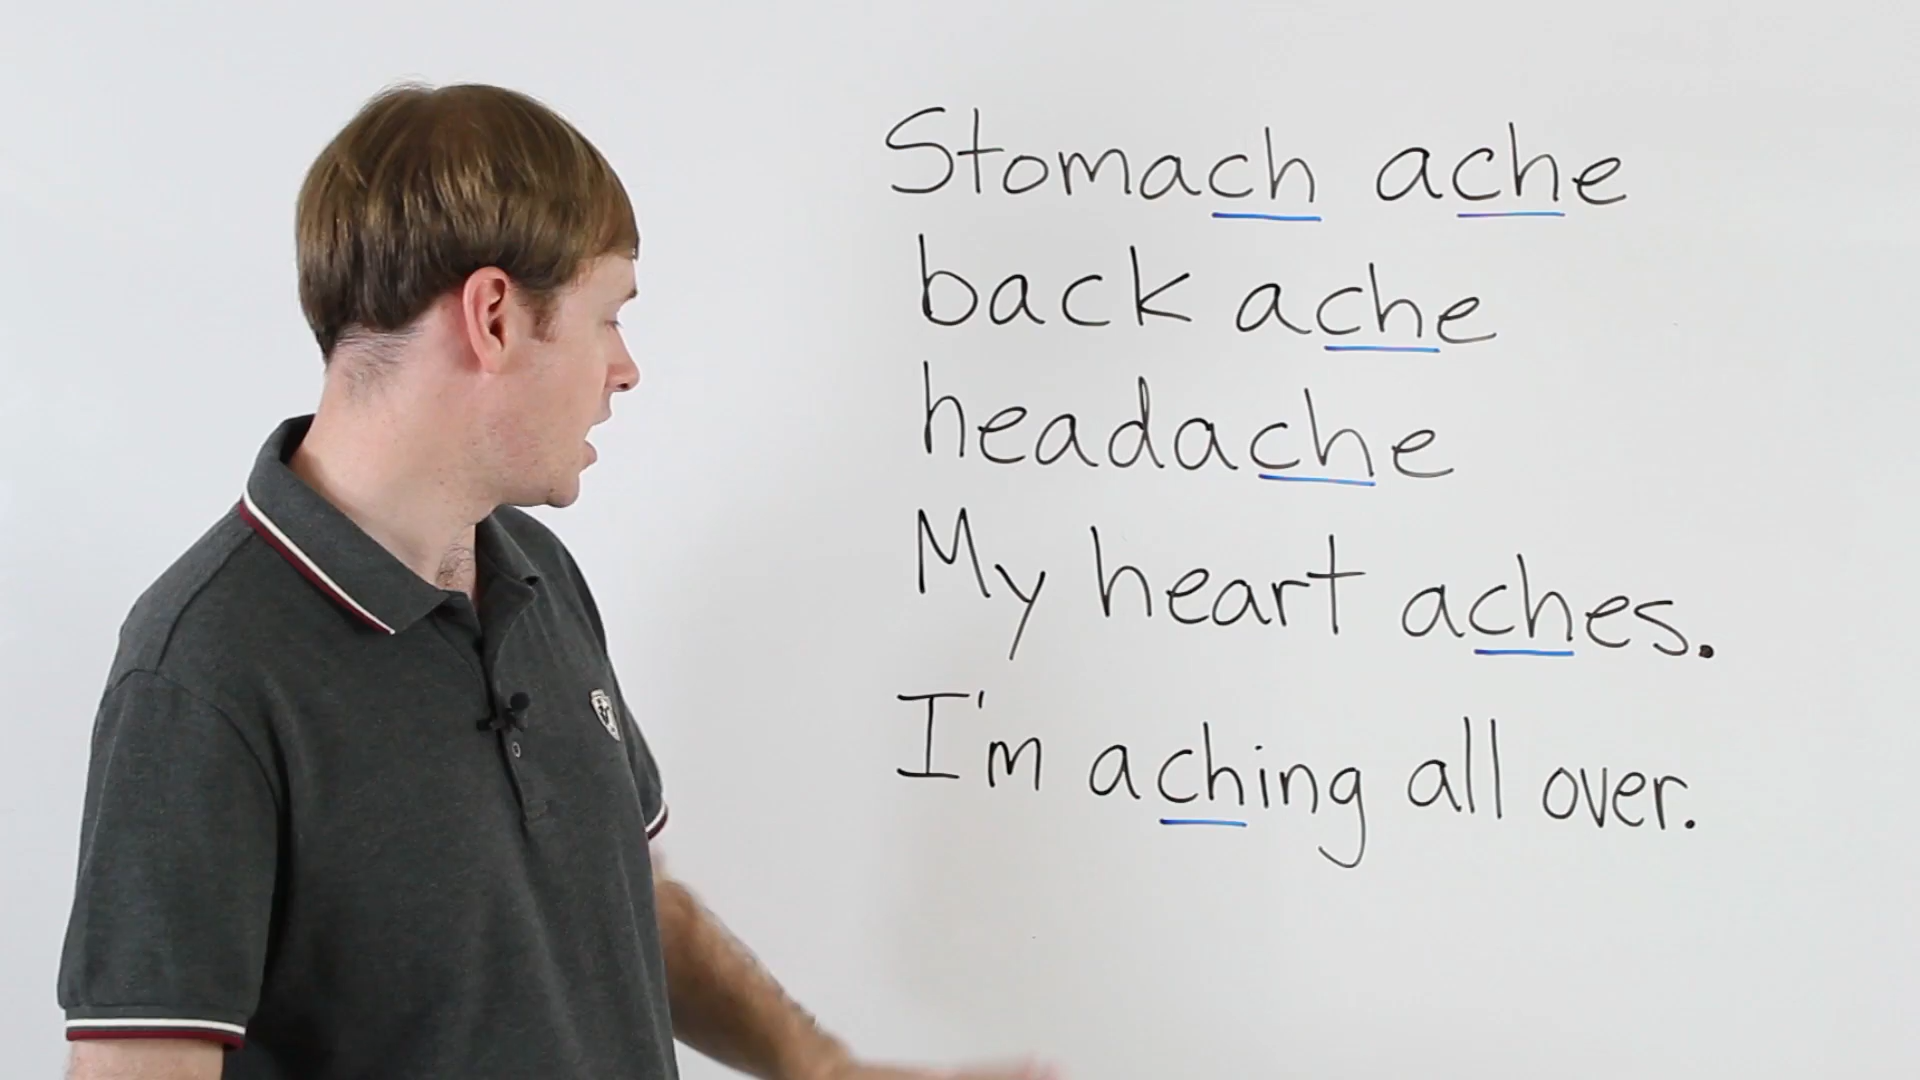 Stomach ache
back ache
headache
My heart aches.
I'm aching all over.